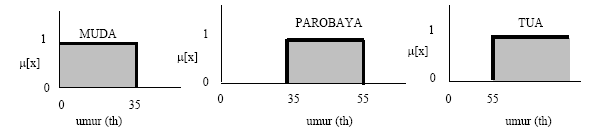 MUDA
1
μ[x]
0
0 35
umur (th)
PAROBAYA
1
μ[x]
0
0 35 55
umur (th)
TUA
1
μ[x]
0
0 55
umur (th)